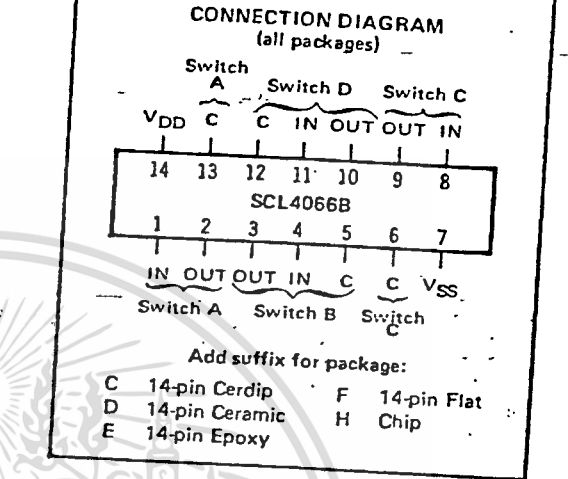 CONNECTION DIAGRAM
(all packages)
Switch A
Switch D
Switch C
VDD C C IN OUT OUT IN
14 13 12 11 10 9 8
SCL4066B
1 2 3 4 5 6 7
IN OUT OUT IN C C VSS
Switch A
Switch B
Switch C
Add suffix for package:
C 14-pin Cerdip F 14-pin Flat
D 14-pin Ceramic H Chip
E 14-pin Epoxy